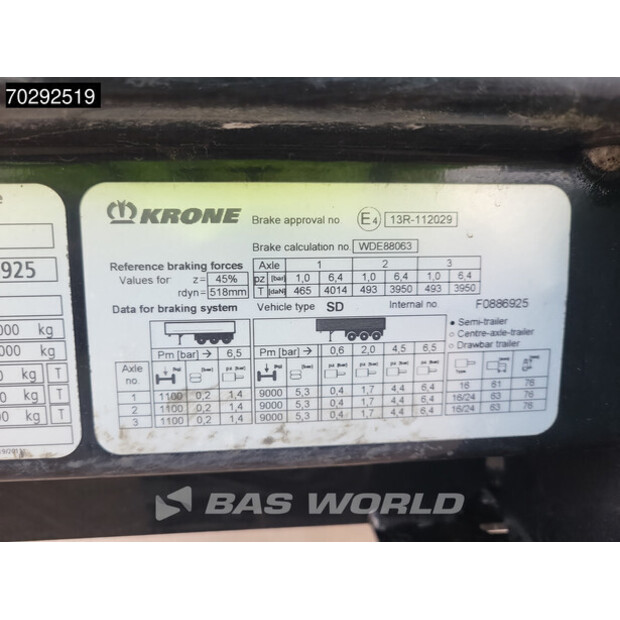 70292519
KRONE
Brake approval no E4 13R-112029
Brake calculation no. WDE88063
Reference braking forces
Values for z= 45%
rdyn= 518mm
Axle 1 2 3
pz [bar] 1,0 6,4 1,0 6,4 1,0 6,4
T [daN] 465 4014 493 3950 493 3950
Data for braking system Vehicle type SD Internal no. F0886925
Semi-trailer
Centre-axle-trailer
Drawbar trailer
Pm [bar] → 6,5 Pm [bar] → 0,6 2,0 4,5 6,5
Axle no.
1 1100 0,2 1,4 9000 5,3 0,4 1,7 4,4 6,4 16 61 76
2 1100 0,2 1,4 9000 5,3 0,4 1,7 4,4 6,4 16/24 63 76
3 1100 0,2 1,4 9000 5,3 0,4 1,7 4,4 6,4 16/24 63 76
925
000 kg
000 kg
0 kg T
0 kg T
00 kg T
BAS WORLD